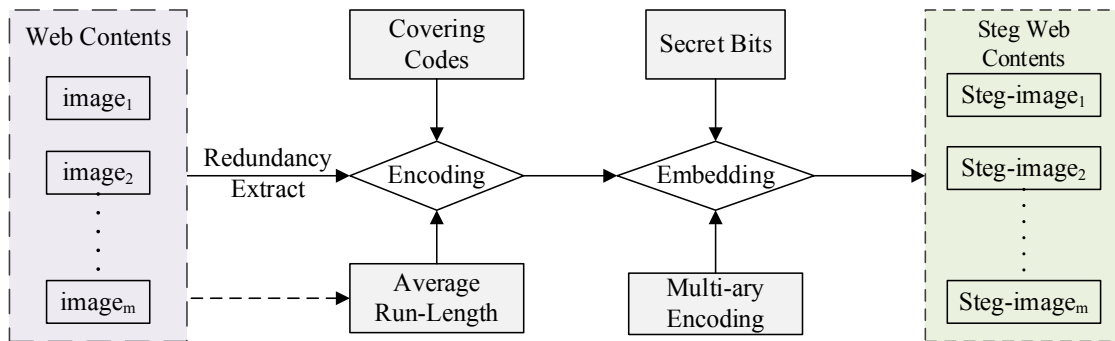 Web Contents
image₁
image₂
imageₘ
Redundancy
Extract
Covering
Codes
Encoding
Average
Run-Length
Secret Bits
Embedding
Multi-ary
Encoding
Steg Web
Contents
Steg-image₁
Steg-image₂
Steg-imageₘ